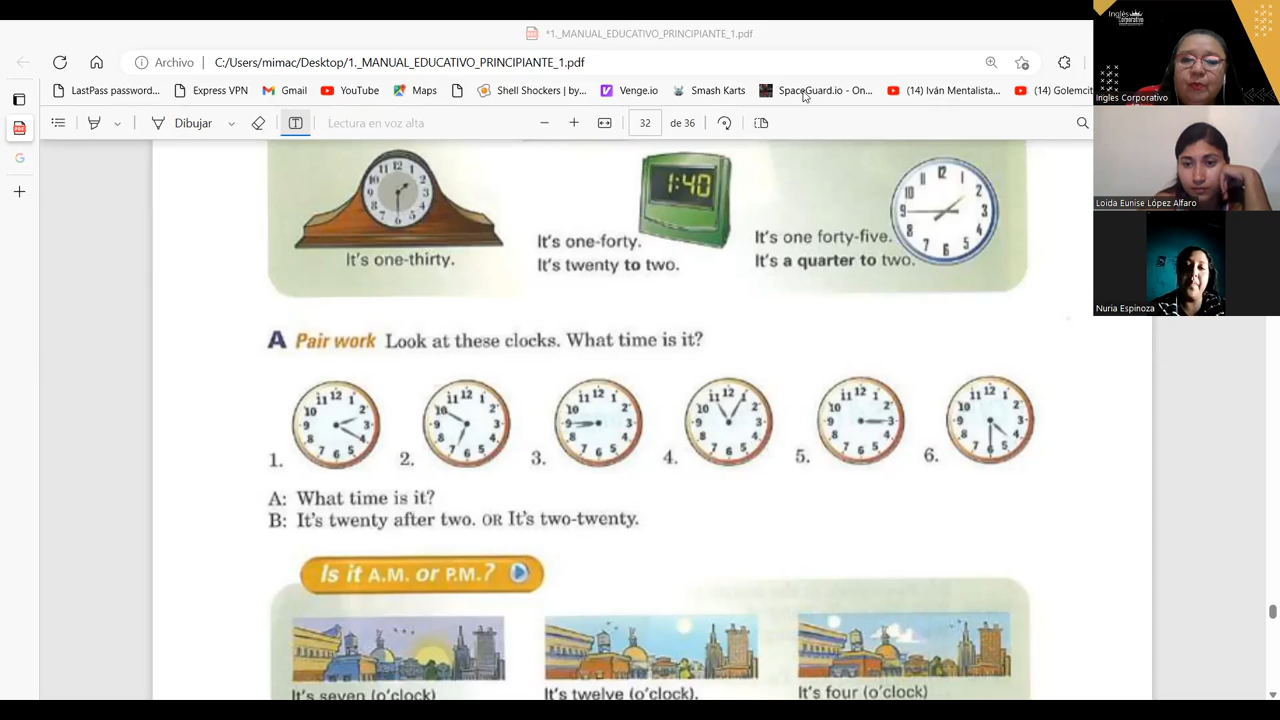 *1._MANUAL_EDUCATIVO_PRINCIPIANTE_1.pdf
Archivo C:/Users/mimac/Desktop/1._MANUAL_EDUCATIVO_PRINCIPIANTE_1.pdf
LastPass password... Express VPN Gmail YouTube Maps Shell Shockers | by... Venge.io Smash Karts SpaceGuard.io - On... (14) Iván Mentalista... (14) Golemcit
Dibujar Lectura en voz alta 32 de 36
1:40
It's one-thirty.
It's one-forty.
It's twenty to two.
It's one forty-five.
It's a quarter to two.
A Pair work Look at these clocks. What time is it?
1. 2. 3. 4. 5. 6.
A: What time is it?
B: It's twenty after two. OR It's two-twenty.
Is it A.M. or P.M.?
It's seven (o'clock)
It's twelve (o'clock).
It's four (o'clock)
Inglés
Corporativo
Ingles Corporativo
Loida Eunise López Alfaro
Nuria Espinoza